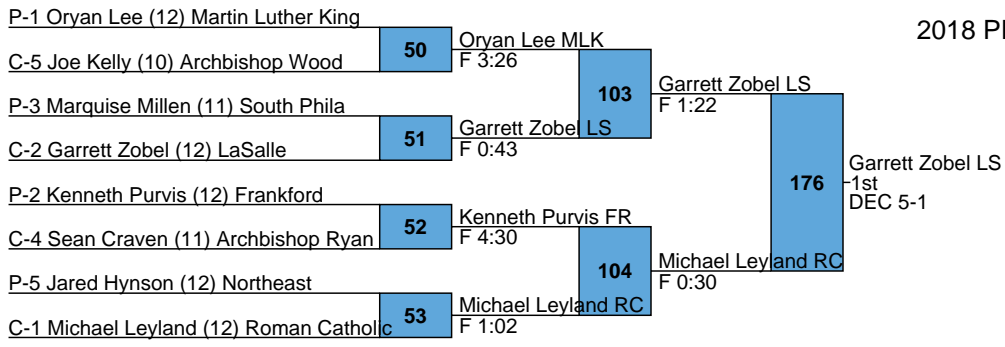 2018 P
P-1 Oryan Lee (12) Martin Luther King
C-5 Joe Kelly (10) Archbishop Wood
P-3 Marquise Millen (11) South Phila
C-2 Garrett Zobel (12) LaSalle
P-2 Kenneth Purvis (12) Frankford
C-4 Sean Craven (11) Archbishop Ryan
P-5 Jared Hynson (12) Northeast
C-1 Michael Leyland (12) Roman Catholic
50
51
52
53
Oryan Lee MLK
F 3:26
Garrett Zobel LS
F 0:43
Kenneth Purvis FR
F 4:30
Michael Leyland RC
F 1:02
103
104
Garrett Zobel LS
F 1:22
Michael Leyland RC
F 0:30
176
Garrett Zobel LS
1st
DEC 5-1